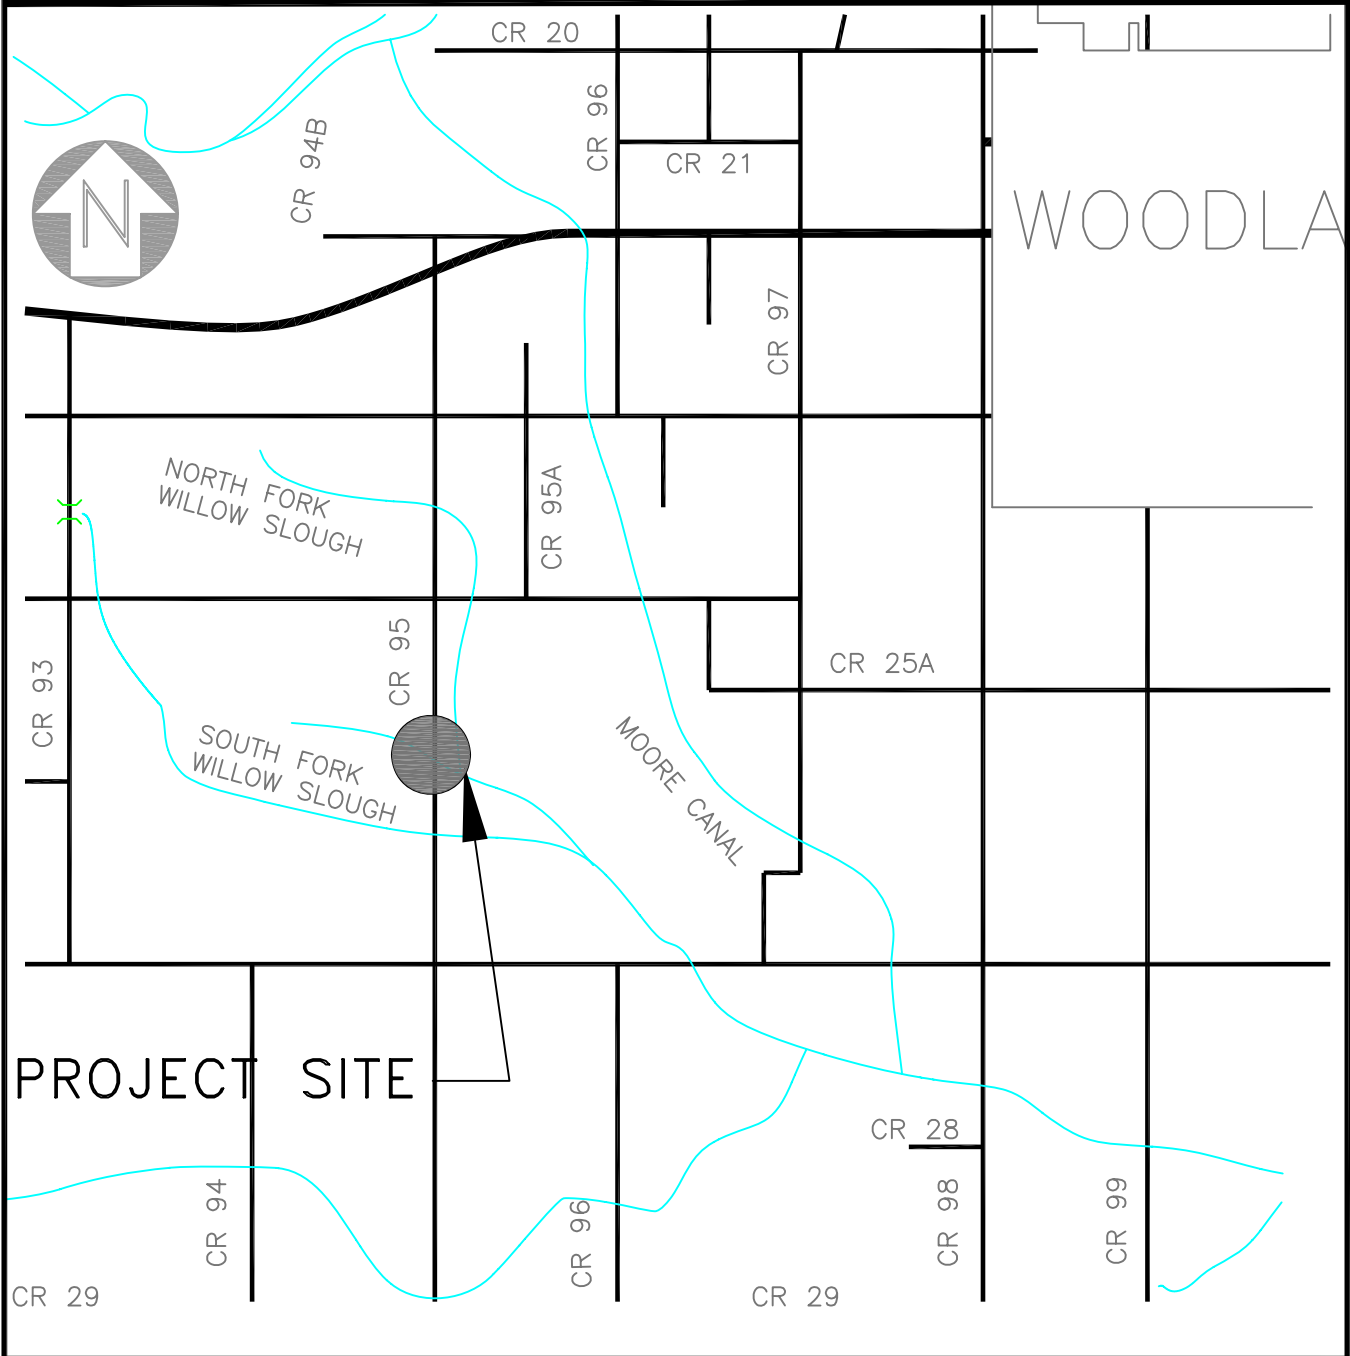 CR 20
CR 96
CR 94B
CR 21
N
WOODLA
CR 97
NORTH FORK
WILLOW SLOUGH
CR 95A
CR 95
CR 93
CR 25A
SOUTH FORK
WILLOW SLOUGH
MOORE CANAL
PROJECT SITE
CR 28
CR 94
CR 96
CR 98
CR 99
CR 29
CR 29